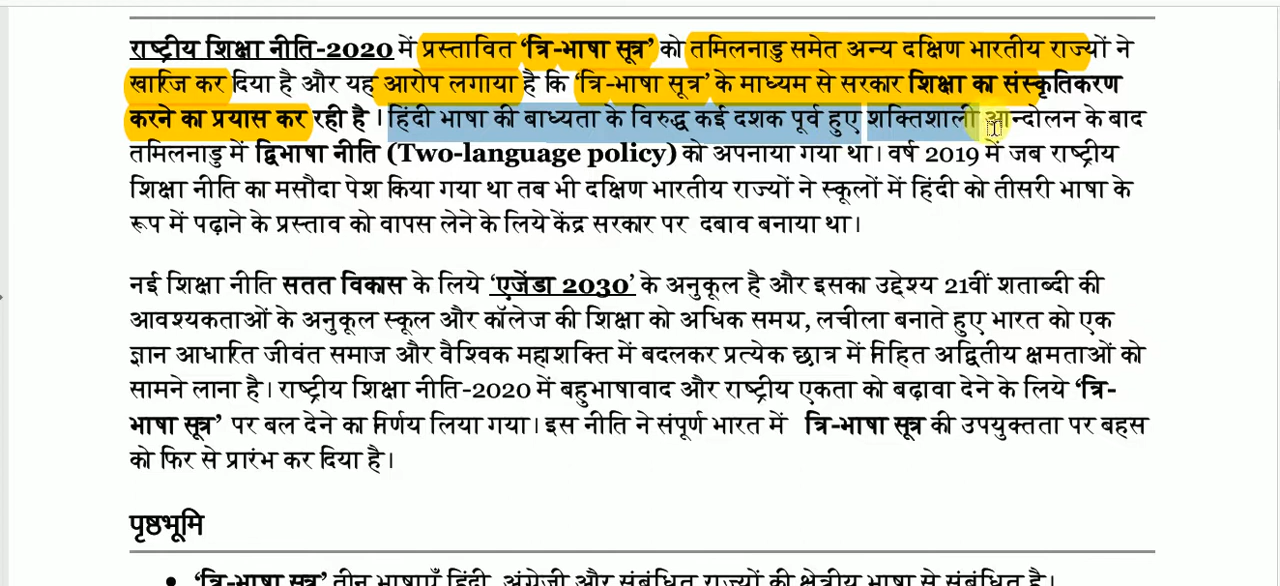 राष्ट्रीय शिक्षा नीति-2020 में प्रस्तावित ‘त्रि-भाषा सूत्र’ को तमिलनाडु समेत अन्य दक्षिण भारतीय राज्यों ने
खारिज कर दिया है और यह आरोप लगाया है कि ‘त्रि-भाषा सूत्र’ के माध्यम से सरकार शिक्षा का संस्कृतिकरण
करने का प्रयास कर रही है । हिंदी भाषा की बाध्यता के विरुद्ध कई दशक पूर्व हुए शक्तिशाली आन्दोलन के बाद
तमिलनाडु में द्विभाषा नीति (Two-language policy) को अपनाया गया था। वर्ष 2019 में जब राष्ट्रीय
शिक्षा नीति का मसौदा पेश किया गया था तब भी दक्षिण भारतीय राज्यों ने स्कूलों में हिंदी को तीसरी भाषा के
रूप में पढ़ाने के प्रस्ताव को वापस लेने के लिये केंद्र सरकार पर दबाव बनाया था।
नई शिक्षा नीति सतत विकास के लिये ‘एजेंडा 2030’ के अनुकूल है और इसका उद्देश्य 21वीं शताब्दी की
आवश्यकताओं के अनुकूल स्कूल और कॉलेज की शिक्षा को अधिक समग्र, लचीला बनाते हुए भारत को एक
ज्ञान आधारित जीवंत समाज और वैश्विक महाशक्ति में बदलकर प्रत्येक छात्र में निहित अद्वितीय क्षमताओं को
सामने लाना है। राष्ट्रीय शिक्षा नीति-2020 में बहुभाषावाद और राष्ट्रीय एकता को बढ़ावा देने के लिये ‘त्रि-
भाषा सूत्र’ पर बल देने का निर्णय लिया गया। इस नीति ने संपूर्ण भारत में त्रि-भाषा सूत्र की उपयुक्तता पर बहस
को फिर से प्रारंभ कर दिया है।
पृष्ठभूमि
• ‘त्रि-भाषा सूत्र’ तीन भाषाएँ हिंदी, अंग्रेज़ी और संबंधित राज्यों की क्षेत्रीय भाषा से संबंधित है।